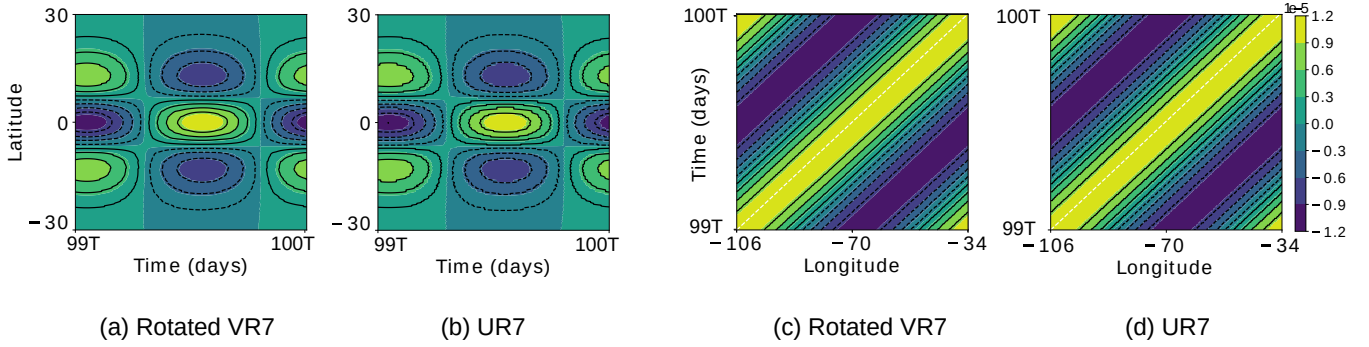 30
0
−30
Latitude
99T
100T
Time (days)
(a) Rotated VR7
30
0
−30
99T
100T
Time (days)
(b) UR7
100T
99T
Time (days)
−106
−70
−34
Longitude
(c) Rotated VR7
100T
99T
−106
−70
−34
Longitude
(d) UR7
1e−5
1.2
0.9
0.6
0.3
0.0
−0.3
−0.6
−0.9
−1.2